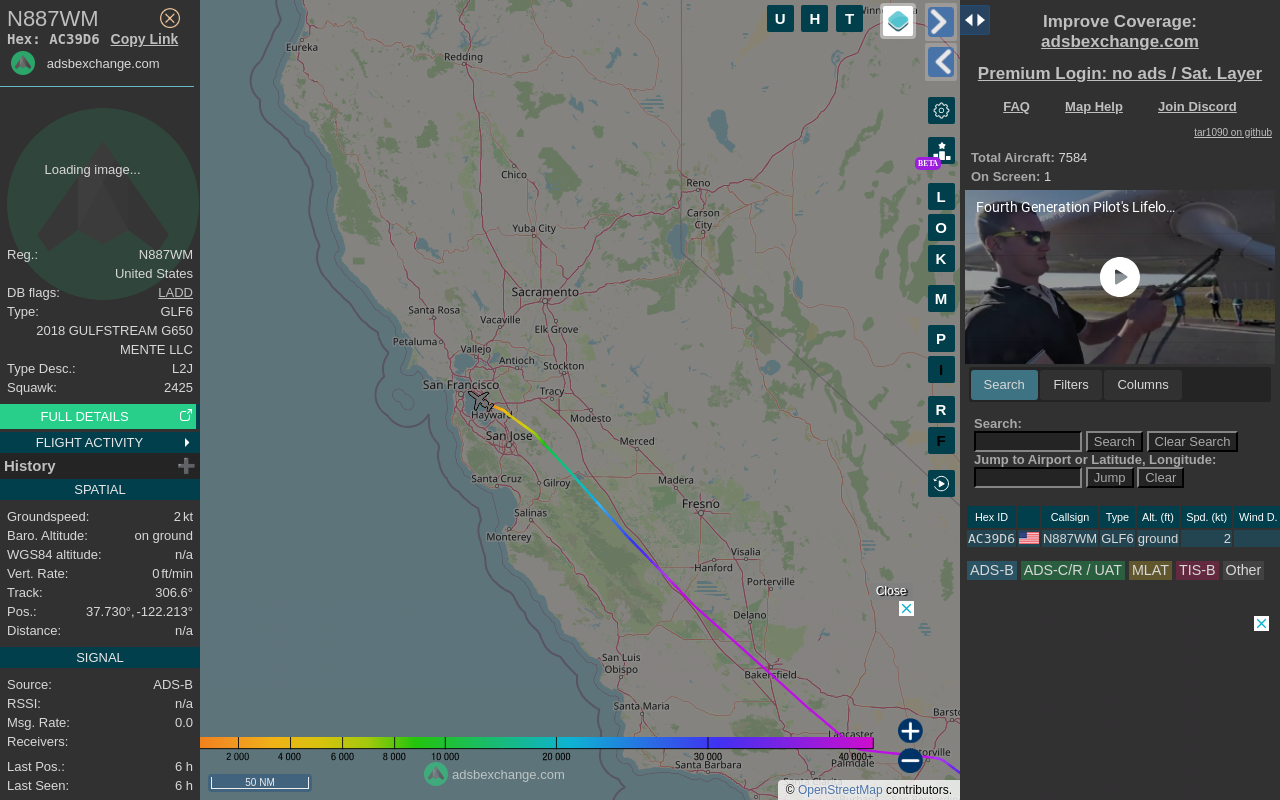 N887WM
Hex: AC39D6 Copy Link
adsbexchange.com
Loading image...
Reg.: N887WM
United States
DB flags: LADD
Type: GLF6
2018 GULFSTREAM G650
MENTE LLC
Type Desc.: L2J
Squawk: 2425
FULL DETAILS
FLIGHT ACTIVITY
History
SPATIAL
Groundspeed: 2 kt
Baro. Altitude: on ground
WGS84 altitude: n/a
Vert. Rate: 0 ft/min
Track: 306.6°
Pos.: 37.730°, -122.213°
Distance: n/a
SIGNAL
Source: ADS-B
RSSI: n/a
Msg. Rate: 0.0
Receivers:
Last Pos.: 6 h
Last Seen: 6 h
U H T
Eureka
Redding
Chico
Reno
Carson
City
Yuba City
Sacramento
Santa Rosa
Vacaville
Elk Grove
Petaluma
Vallejo
Antioch
Stockton
San Francisco
Tracy
Hayward
Modesto
San Jose
Merced
Santa Cruz
Gilroy
Madera
Fresno
Salinas
Monterey
Visalia
Hanford
Porterville
Delano
San Luis
Obispo
Bakersfield
Santa Maria
Lancaster
Palmdale
Santa Barbara
BETA
L
O
K
M
P
I
R
F
Close
2 000 4 000 6 000 8 000 10 000 20 000 30 000 40 000+
50 NM
adsbexchange.com
© OpenStreetMap contributors.
Improve Coverage:
adsbexchange.com
Premium Login: no ads / Sat. Layer
FAQ Map Help Join Discord
tar1090 on github
Total Aircraft: 7584
On Screen: 1
Fourth Generation Pilot's Lifelo...
Search Filters Columns
Search:
Search Clear Search
Jump to Airport or Latitude, Longitude:
Jump Clear
Hex ID Callsign Type Alt. (ft) Spd. (kt) Wind D.
AC39D6 N887WM GLF6 ground 2
ADS-B ADS-C/R / UAT MLAT TIS-B Other